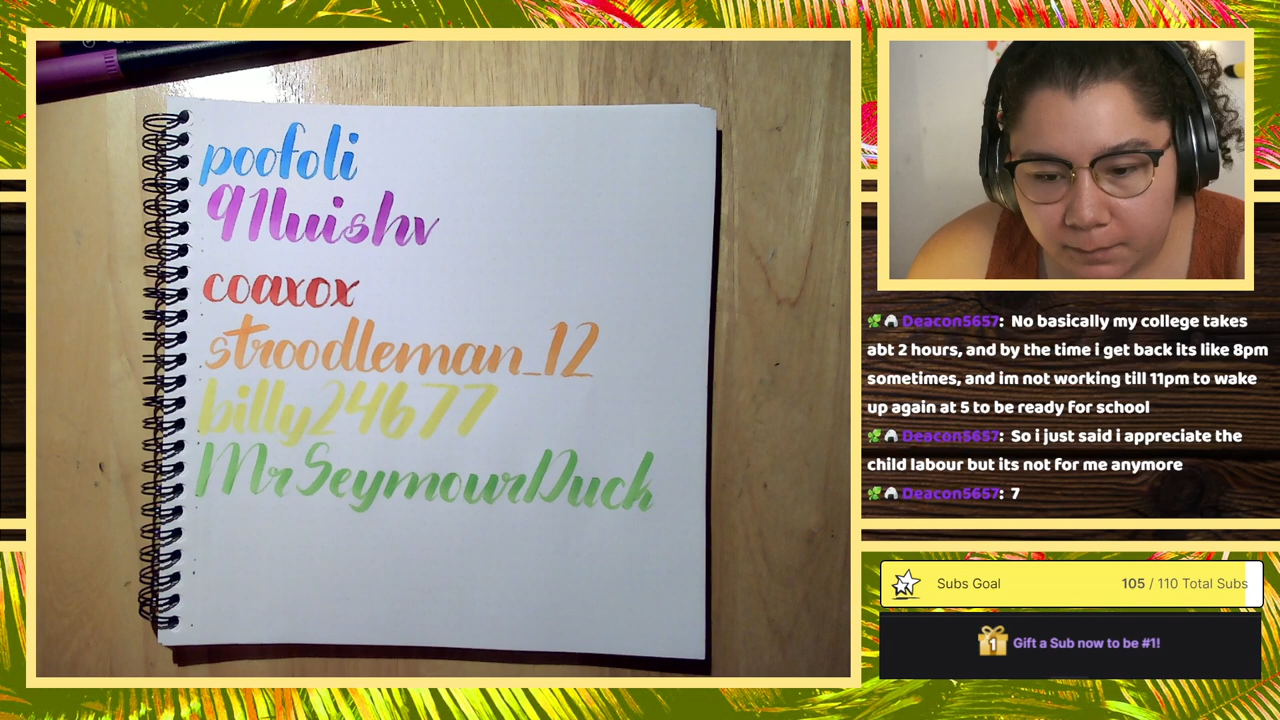 poofoli
91luishv
coaxox
stroodleman_12
billy24677
MrSeymourDuck
Deacon5657: No basically my college takes
abt 2 hours, and by the time i get back its like 8pm
sometimes, and im not working till 11pm to wake
up again at 5 to be ready for school
Deacon5657: So i just said i appreciate the
child labour but its not for me anymore
Deacon5657: 7
Subs Goal 105 / 110 Total Subs
1 Gift a Sub now to be #1!